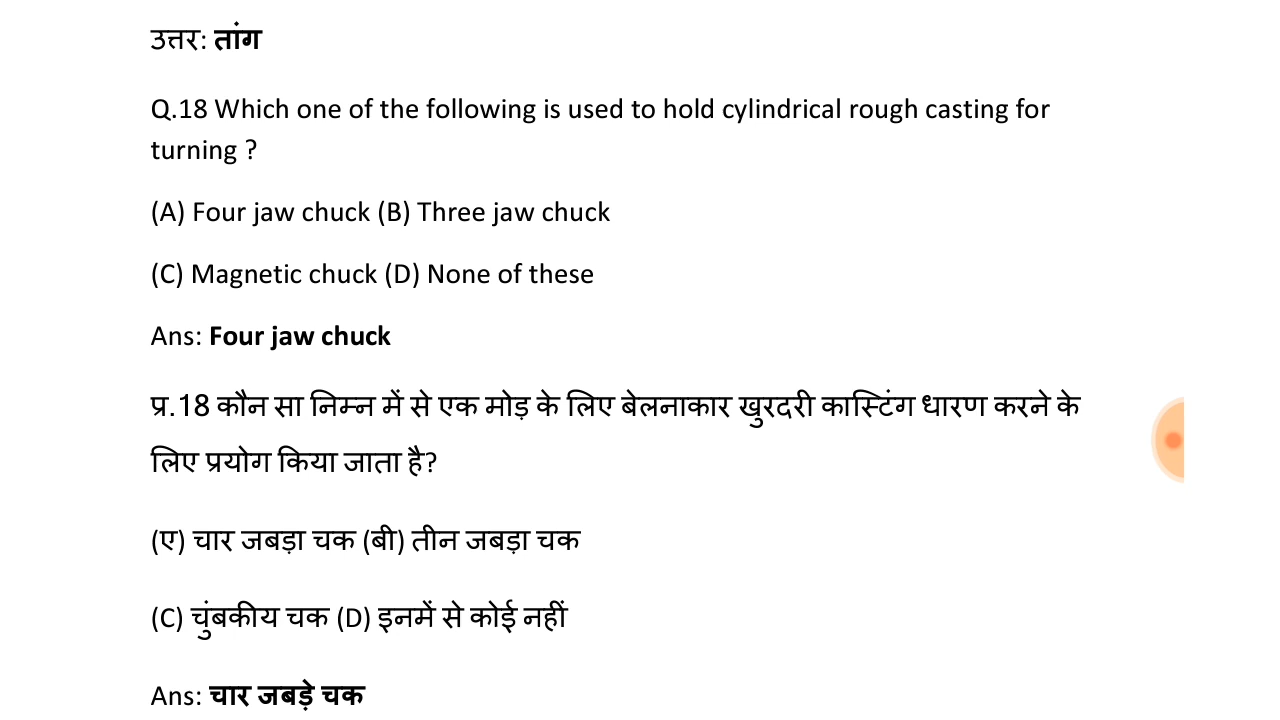 उत्तर: तांग
Q.18 Which one of the following is used to hold cylindrical rough casting for
turning ?
(A) Four jaw chuck (B) Three jaw chuck
(C) Magnetic chuck (D) None of these
Ans: Four jaw chuck
प्र.18 कौन सा निम्न में से एक मोड़ के लिए बेलनाकार खुरदरी कास्टिंग धारण करने के
लिए प्रयोग किया जाता है?
(ए) चार जबड़ा चक (बी) तीन जबड़ा चक
(C) चुंबकीय चक (D) इनमें से कोई नहीं
Ans: चार जबड़े चक